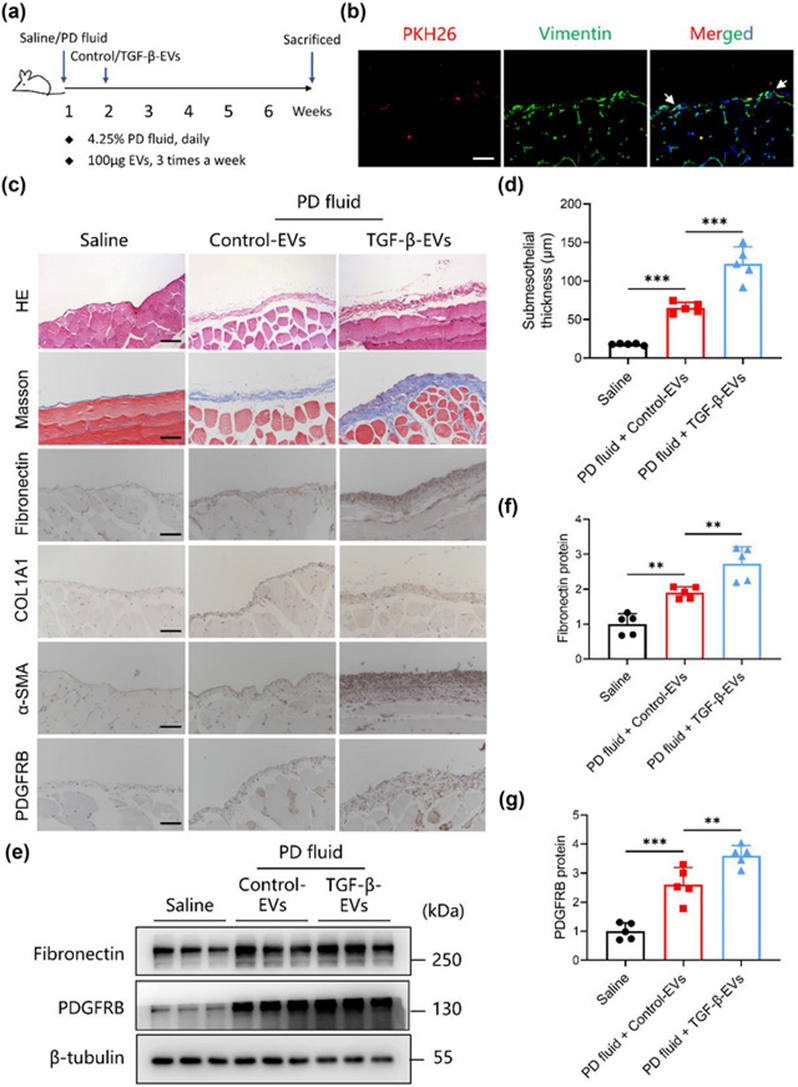 (a)
Saline/PD fluid
Control/TGF-β-EVs
Sacrificed
1 2 3 4 5 6 Weeks
◆ 4.25% PD fluid, daily
◆ 100μg EVs, 3 times a week
(b)
PKH26 Vimentin Merged
(c)
PD fluid
Saline Control-EVs TGF-β-EVs
HE
Masson
Fibronectin
COL1A1
α-SMA
PDGFRB
(d)
Submesothelial
thickness (μm)
200
150
100
50
0
***
***
Saline
PD fluid + Control-EVs
PD fluid + TGF-β-EVs
(e)
PD fluid
Saline
Control-
EVs
TGF-β-
EVs
(kDa)
Fibronectin 250
PDGFRB 130
β-tubulin 55
(f)
Fibronectin protein
4
3
2
1
0
**
**
Saline
PD fluid + Control-EVs
PD fluid + TGF-β-EVs
(g)
PDGFRB protein
5
4
3
2
1
0
***
**
Saline
PD fluid + Control-EVs
PD fluid + TGF-β-EVs